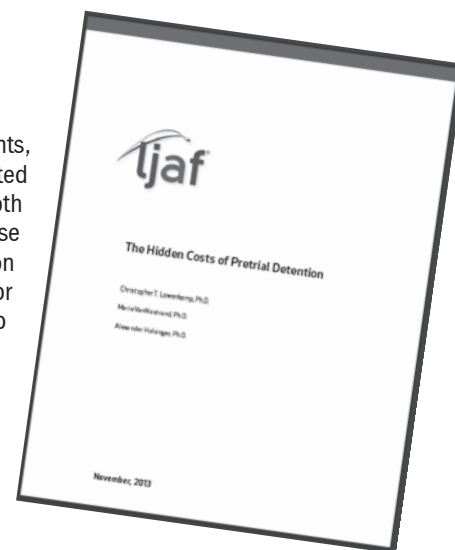 nts,
ted
oth
se
on
or
o
ljaf
The Hidden Costs of Pretrial Detention
Christopher T. Lowenkamp, Ph.D.
Marie VanNostrand, Ph.D.
Alexander Holsinger, Ph.D.
November, 2013